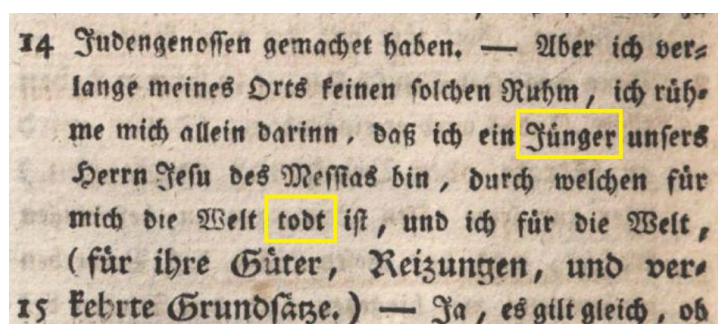 14 Judengenossen gemachet haben. — Aber ich ver-
lange meines Orts keinen solchen Ruhm, ich rüh-
me mich allein darinn, daß ich ein Jünger unsers
Herrn Jesu des Messias bin, durch welchen für
mich die Welt todt ist, und ich für die Welt,
(für ihre Güter, Reizungen, und ver-
15 kehrte Grundsätze.) — Ja, es gilt gleich, ob